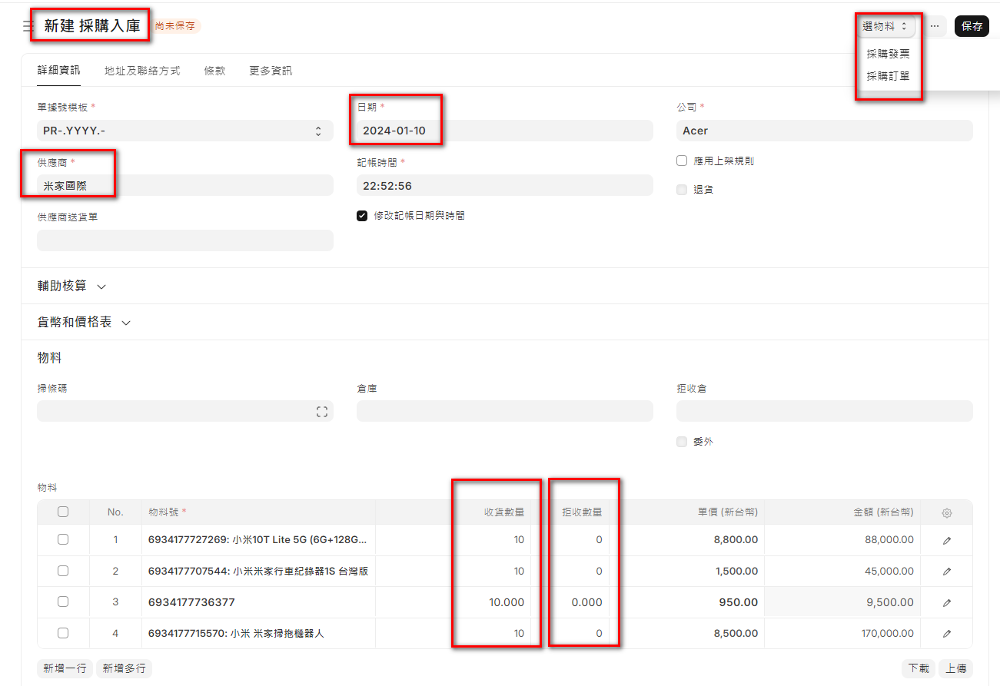 新建 採購入庫 尚未保存 選物料 ... 保存
採購發票
採購訂單
詳細資訊 地址及聯絡方式 條款 更多資訊
單據號模板 * 日期 * 公司 *
PR-.YYYY.- 2024-01-10 Acer
供應商 * 記帳時間 * 應用上架規則
米家國際 22:52:56 退貨
供應商送貨單 修改記帳日期與時間
輔助核算
貨幣和價格表
物料
掃條碼 倉庫 拒收倉
委外
物料
No. 物料號 * 收貨數量 拒收數量 單價 (新台幣) 金額 (新台幣)
1 6934177727269: 小米10T Lite 5G (6G+128G... 10 0 8,800.00 88,000.00
2 6934177707544: 小米米家行車紀錄器1S 台灣版 10 0 1,500.00 45,000.00
3 6934177736377 10.000 0.000 950.00 9,500.00
4 6934177715570: 小米 米家掃拖機器人 10 0 8,500.00 170,000.00
新增一行 新增多行 下載 上傳